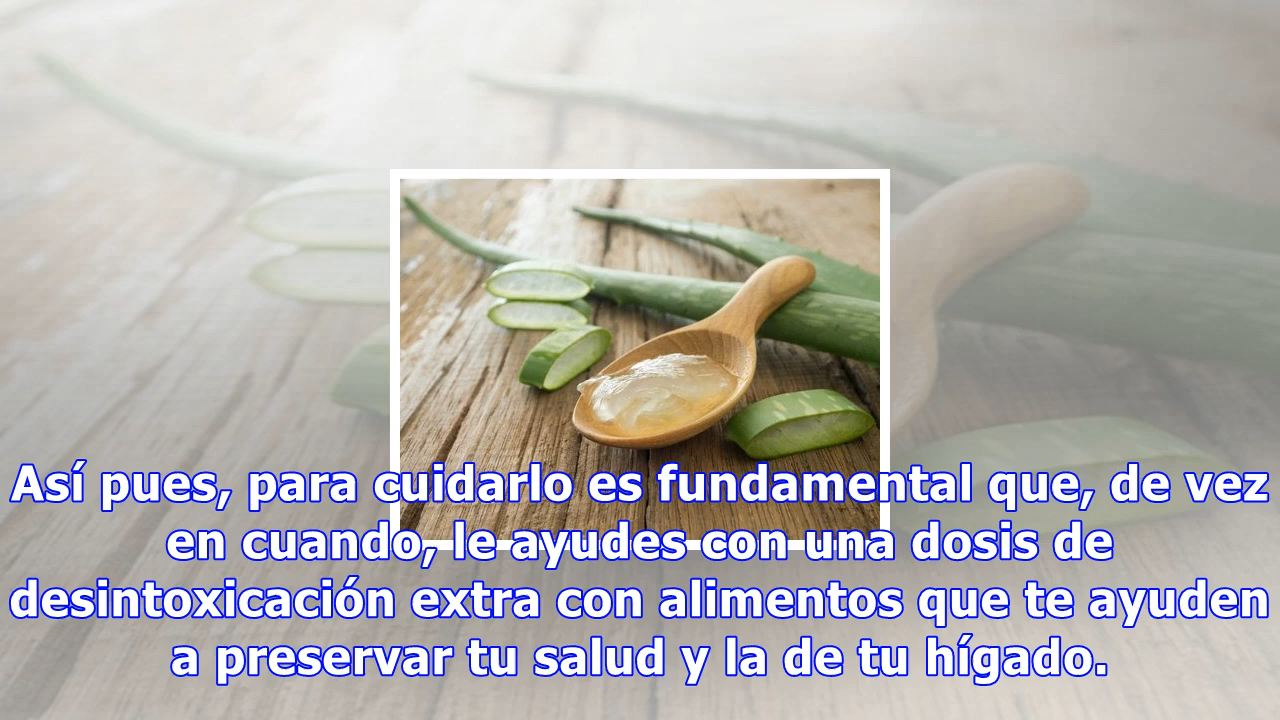 Así pues, para cuidarlo es fundamental que, de vez
en cuando, le ayudes con una dosis de
desintoxicación extra con alimentos que te ayuden
a preservar tu salud y la de tu hígado.